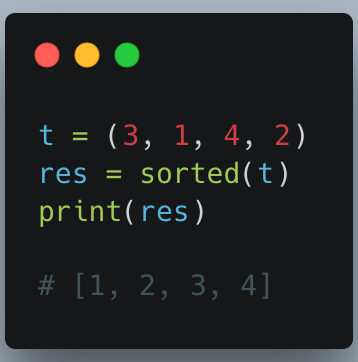 t = (3, 1, 4, 2)
res = sorted(t)
print(res)
# [1, 2, 3, 4]